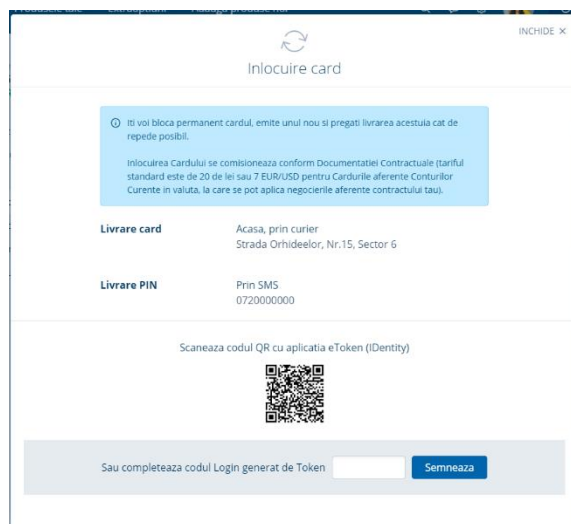 INCHIDE ✕
Inlocuire card
Iti voi bloca permanent cardul, emite unul nou si pregati livrarea acestuia cat de
repede posibil.
Inlocuirea Cardului se comisioneaza conform Documentatiei Contractuale (tariful
standard este de 20 de lei sau 7 EUR/USD pentru Cardurile aferente Conturilor
Curente in valuta, la care se pot aplica negocierile aferente contractului tau).
Livrare card Acasa, prin curier
Strada Orhideelor, Nr.15, Sector 6
Livrare PIN Prin SMS
0720000000
Scaneaza codul QR cu aplicatia eToken (IDentity)
Sau completeaza codul Login generat de Token Semneaza